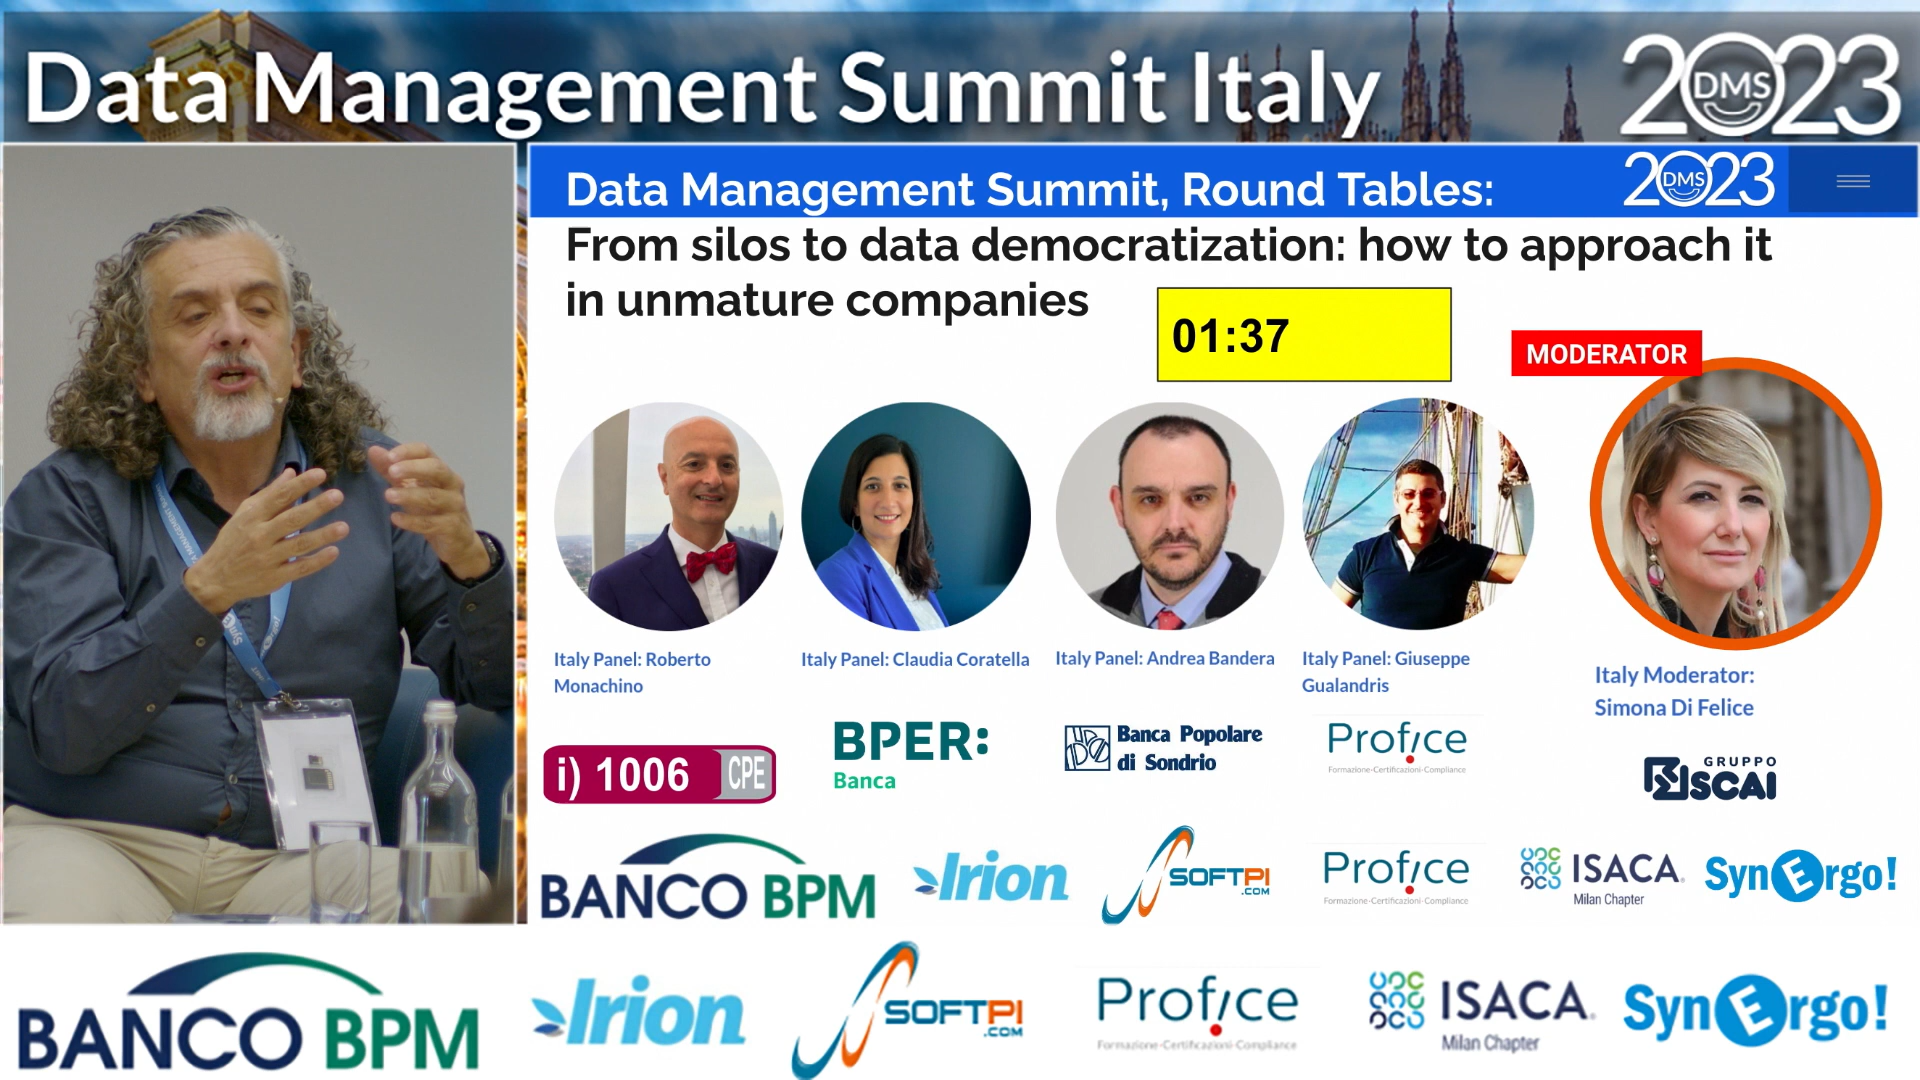 Data Management Summit Italy
2023
DMS
Data Management Summit, Round Tables:
2023
DMS
From silos to data democratization: how to approach it
in unmature companies
01:37
MODERATOR
Italy Panel: Roberto
Monachino
Italy Panel: Claudia Coratella
Italy Panel: Andrea Bandera
Italy Panel: Giuseppe
Gualandris
Italy Moderator:
Simona Di Felice
i) 1006 CPE
BPER:
Banca
Banca Popolare
di Sondrio
Profice
Formazione-Certificazioni-Compliance
GRUPPO
SCAI
BANCO BPM
Irion
SOFTPI
.COM
Profice
Formazione-Certificazioni-Compliance
ISACA.
Milan Chapter
SynErgo!
BANCO BPM
Irion
SOFTPI
.COM
Profice
Formazione-Certificazioni-Compliance
ISACA.
Milan Chapter
SynErgo!